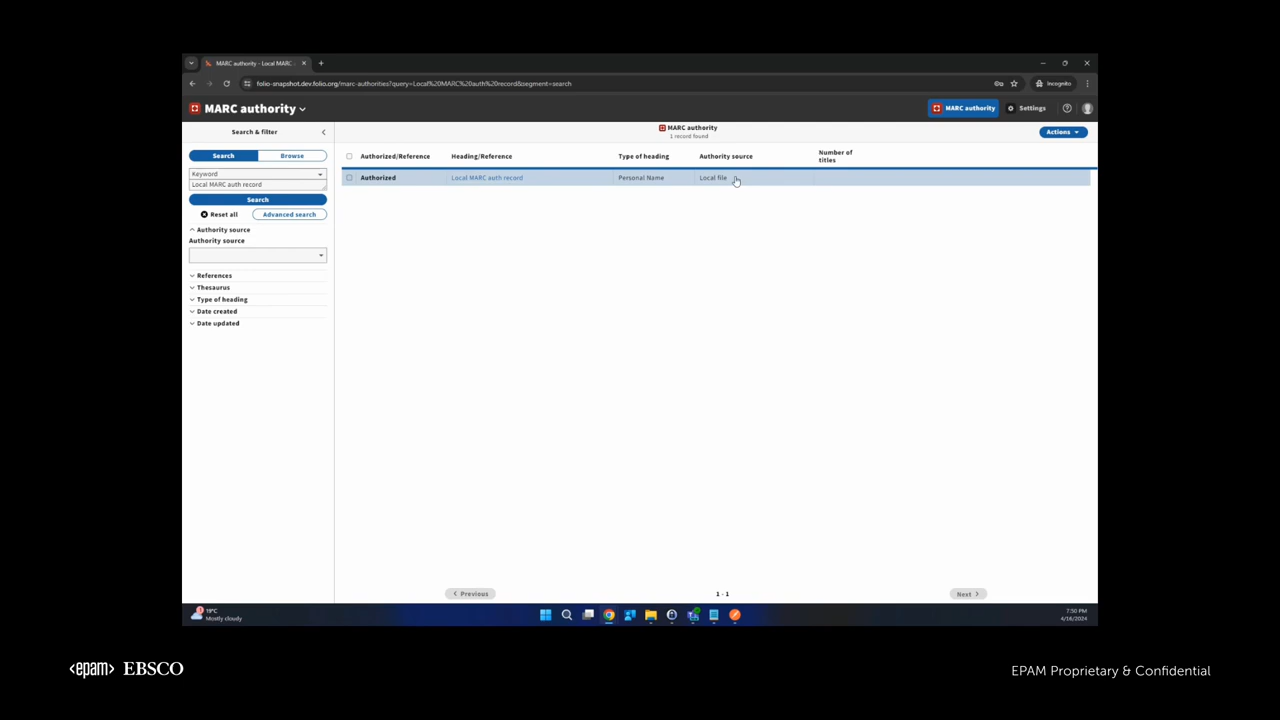 MARC authority - Local MARC
folio-snapshot.dev.folio.org/marc-authorities?query=Local%20MARC%20auth%20record&segment=search
Incognito
MARC authority
MARC authority
Settings
Search & filter
MARC authority
1 record found
Actions
Search
Browse
Keyword
Local MARC auth record
Search
Reset all
Advanced search
Authority source
Authority source
References
Thesaurus
Type of heading
Date created
Date updated
Authorized/Reference
Heading/Reference
Type of heading
Authority source
Number of
titles
Authorized
Local MARC auth record
Personal Name
Local file
Previous
1 - 1
Next
19°C
Mostly cloudy
7:50 PM
4/16/2024
<epam> EBSCO
EPAM Proprietary & Confidential